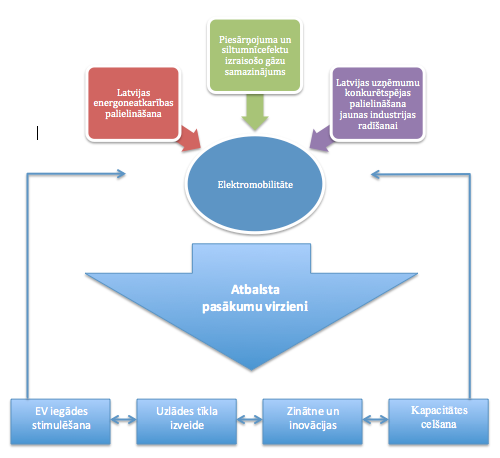 Piesārņojuma un
siltumnīcefektu
izraisošo gāzu
samazinājums
Latvijas
energoneatkarības
palielināšana
Latvijas uzņēmumu
konkurētspējas
palielināšana
jaunas industrijas
radīšanai
Elektromobilitāte
Atbalsta
pasākumu virzieni
EV iegādes
stimulēšana
Uzlādes tīkla
izveide
Zinātne un
inovācijas
Kapacitātes
celšana